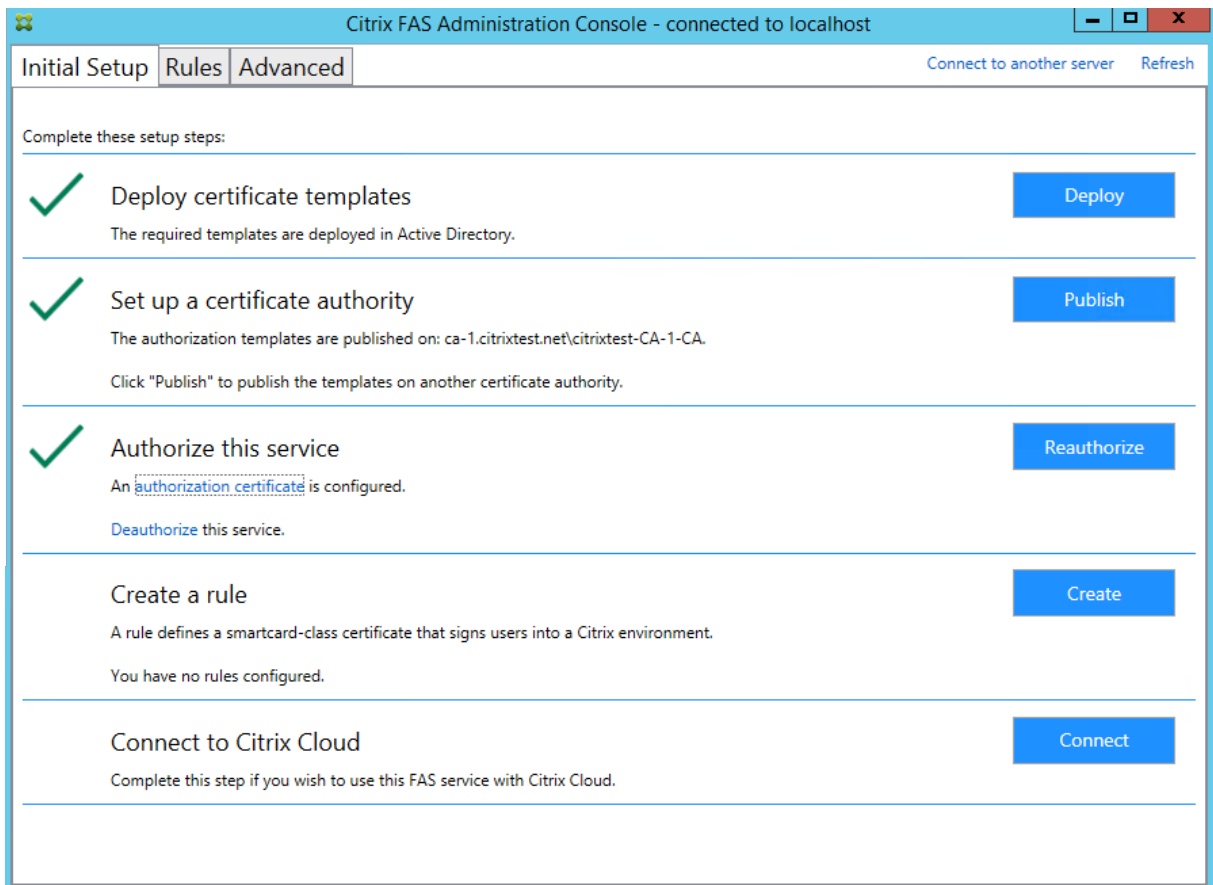 Citrix FAS Administration Console - connected to localhost
Initial Setup Rules Advanced Connect to another server Refresh
Complete these setup steps:
Deploy certificate templates Deploy
The required templates are deployed in Active Directory.
Set up a certificate authority Publish
The authorization templates are published on: ca-1.citrixtest.net\citrixtest-CA-1-CA.
Click "Publish" to publish the templates on another certificate authority.
Authorize this service Reauthorize
An authorization certificate is configured.
Deauthorize this service.
Create a rule Create
A rule defines a smartcard-class certificate that signs users into a Citrix environment.
You have no rules configured.
Connect to Citrix Cloud Connect
Complete this step if you wish to use this FAS service with Citrix Cloud.